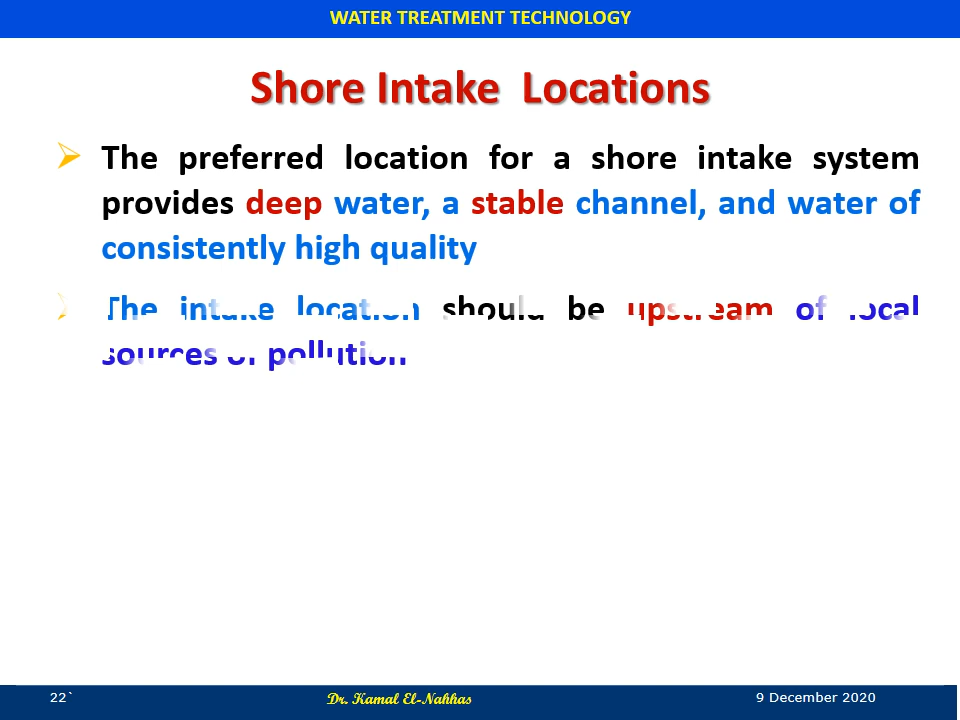 WATER TREATMENT TECHNOLOGY
Shore Intake Locations
The preferred location for a shore intake system
provides deep water, a stable channel, and water of
consistently high quality
The intake location should be upstream of local
sources of pollution
22`
Dr. Kamal El-Nahhas
9 December 2020